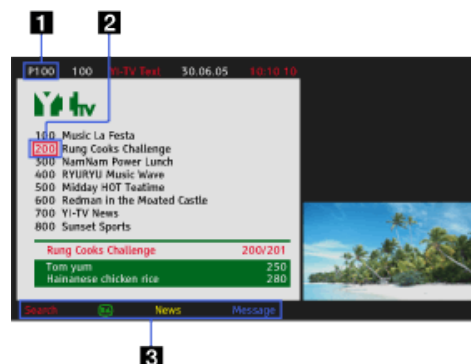 1 2
P100 100 YI-TV Text 30.06.05 10:10:10
Yi tv
100 Music La Festa
200 Rung Cooks Challenge
300 NamNam Power Lunch
400 RYURYU Music Wave
500 Midday HOT Teatime
600 Redman in the Moated Castle
700 YI-TV News
800 Sunset Sports
Rung Cooks Challenge 200/201
Tom yum 250
Hainanese chicken rice 280
Search News Message
3